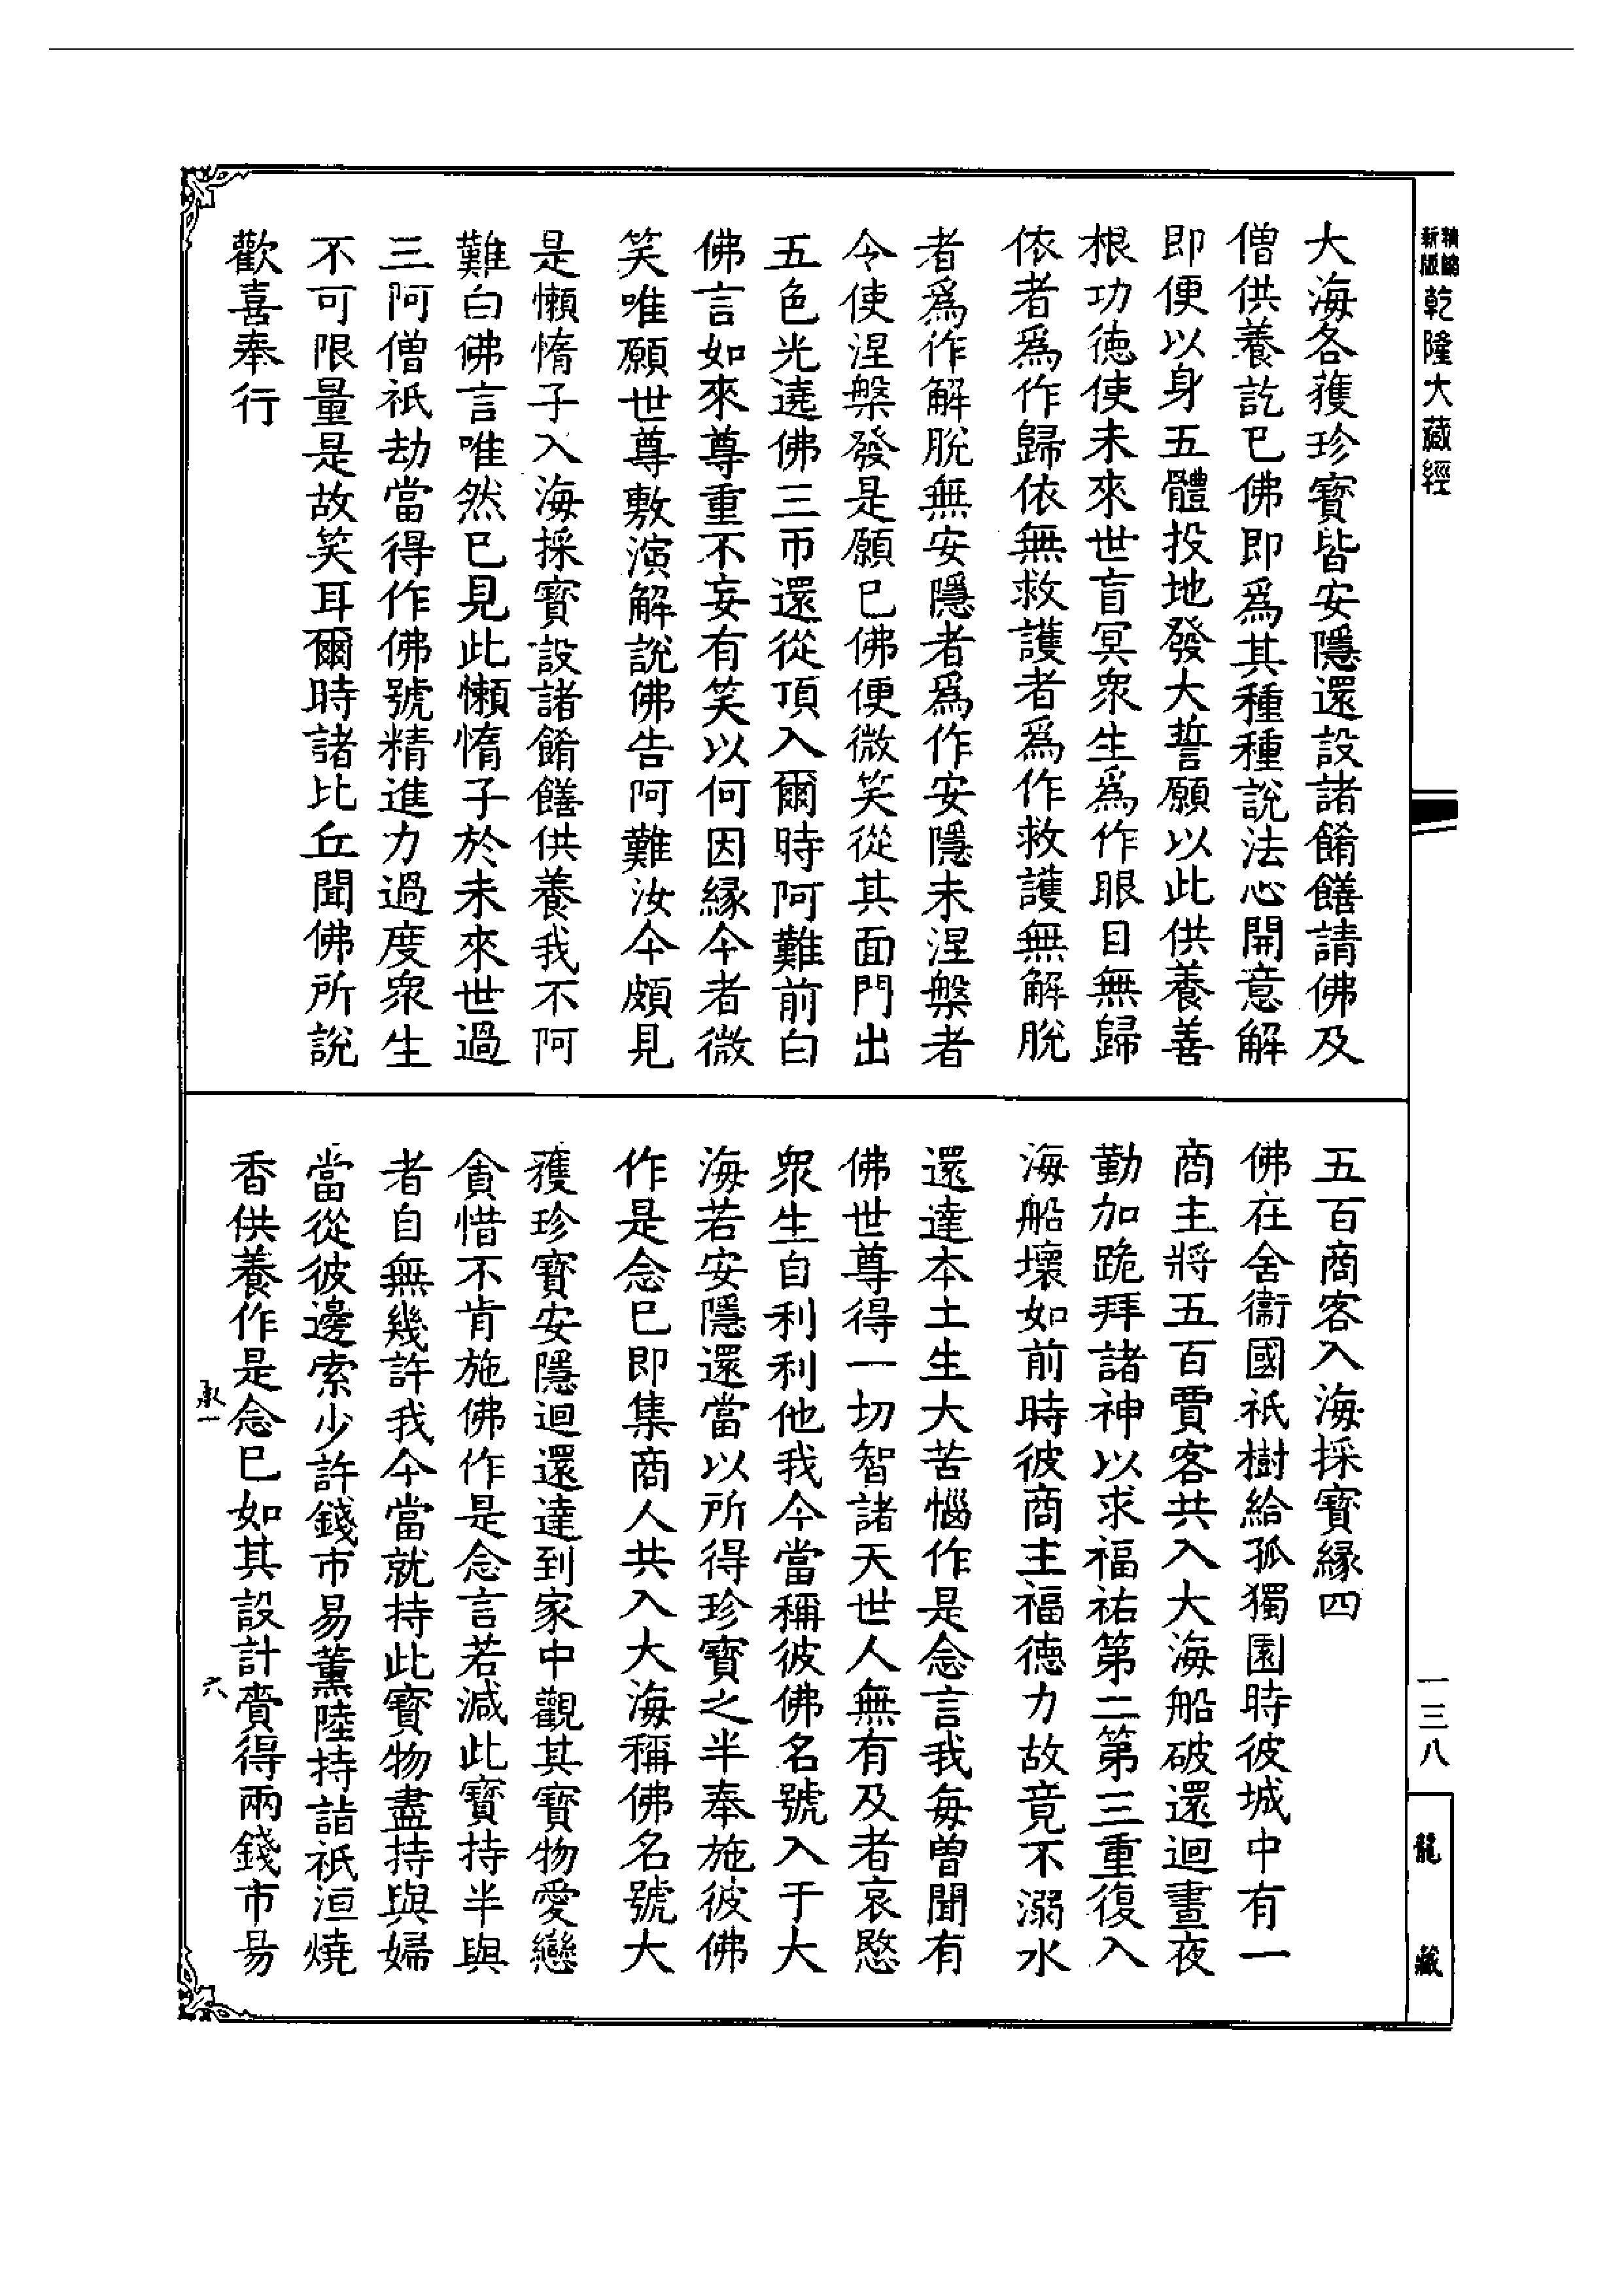 新版 精縮 乾隆大藏經
大海各獲珍寶皆安隱還設諸餚饍請佛及
僧供養訖已佛即爲其種種說法心開意解
即便以身五體投地發大誓願以此供養善
根功德使未來世盲冥衆生爲作眼目無歸
依者爲作歸依無救護者爲作救護無解脫
者爲作解脫無安隱者爲作安隱未涅槃者
令使涅槃發是願已佛便微笑從其面門出
五色光遶佛三帀還從頂入爾時阿難前白
佛言如來尊重不妄有笑以何因緣今者微
笑唯願世尊敷演解說佛告阿難汝今頗見
是懶惰子入海採寶設諸餚饍供養我不阿
難白佛言唯然已見此懶惰子於未來世過
三阿僧祇劫當得作佛號精進力過度衆生
不可限量是故笑耳爾時諸比丘聞佛所說
歡喜奉行
五百商客入海採寶緣四
佛在舍衞國祇樹給孤獨園時彼城中有一
商主將五百賈客共入大海船破還迴晝夜
勤加跪拜諸神以求福祐第二第三重復入
海船壞如前時彼商主福德力故竟不溺水
還達本土生大苦惱作是念言我每曾聞有
佛世尊得一切智諸天世人無有及者哀愍
衆生自利利他我今當稱彼佛名號入于大
海若安隱還當以所得珍寶之半奉施彼佛
作是念已即集商人共入大海稱佛名號大
獲珍寶安隱迴還達到家中觀其寶物愛戀
貪惜不肯施佛作是念言若減此寶持半與
者自無幾許我今當就持此寶物盡持與婦
當從彼邊索少許錢市易薰陸持詣祇洹燒
香供養作是念已如其設計賣得兩錢市易
承一
六
一三八
龍藏